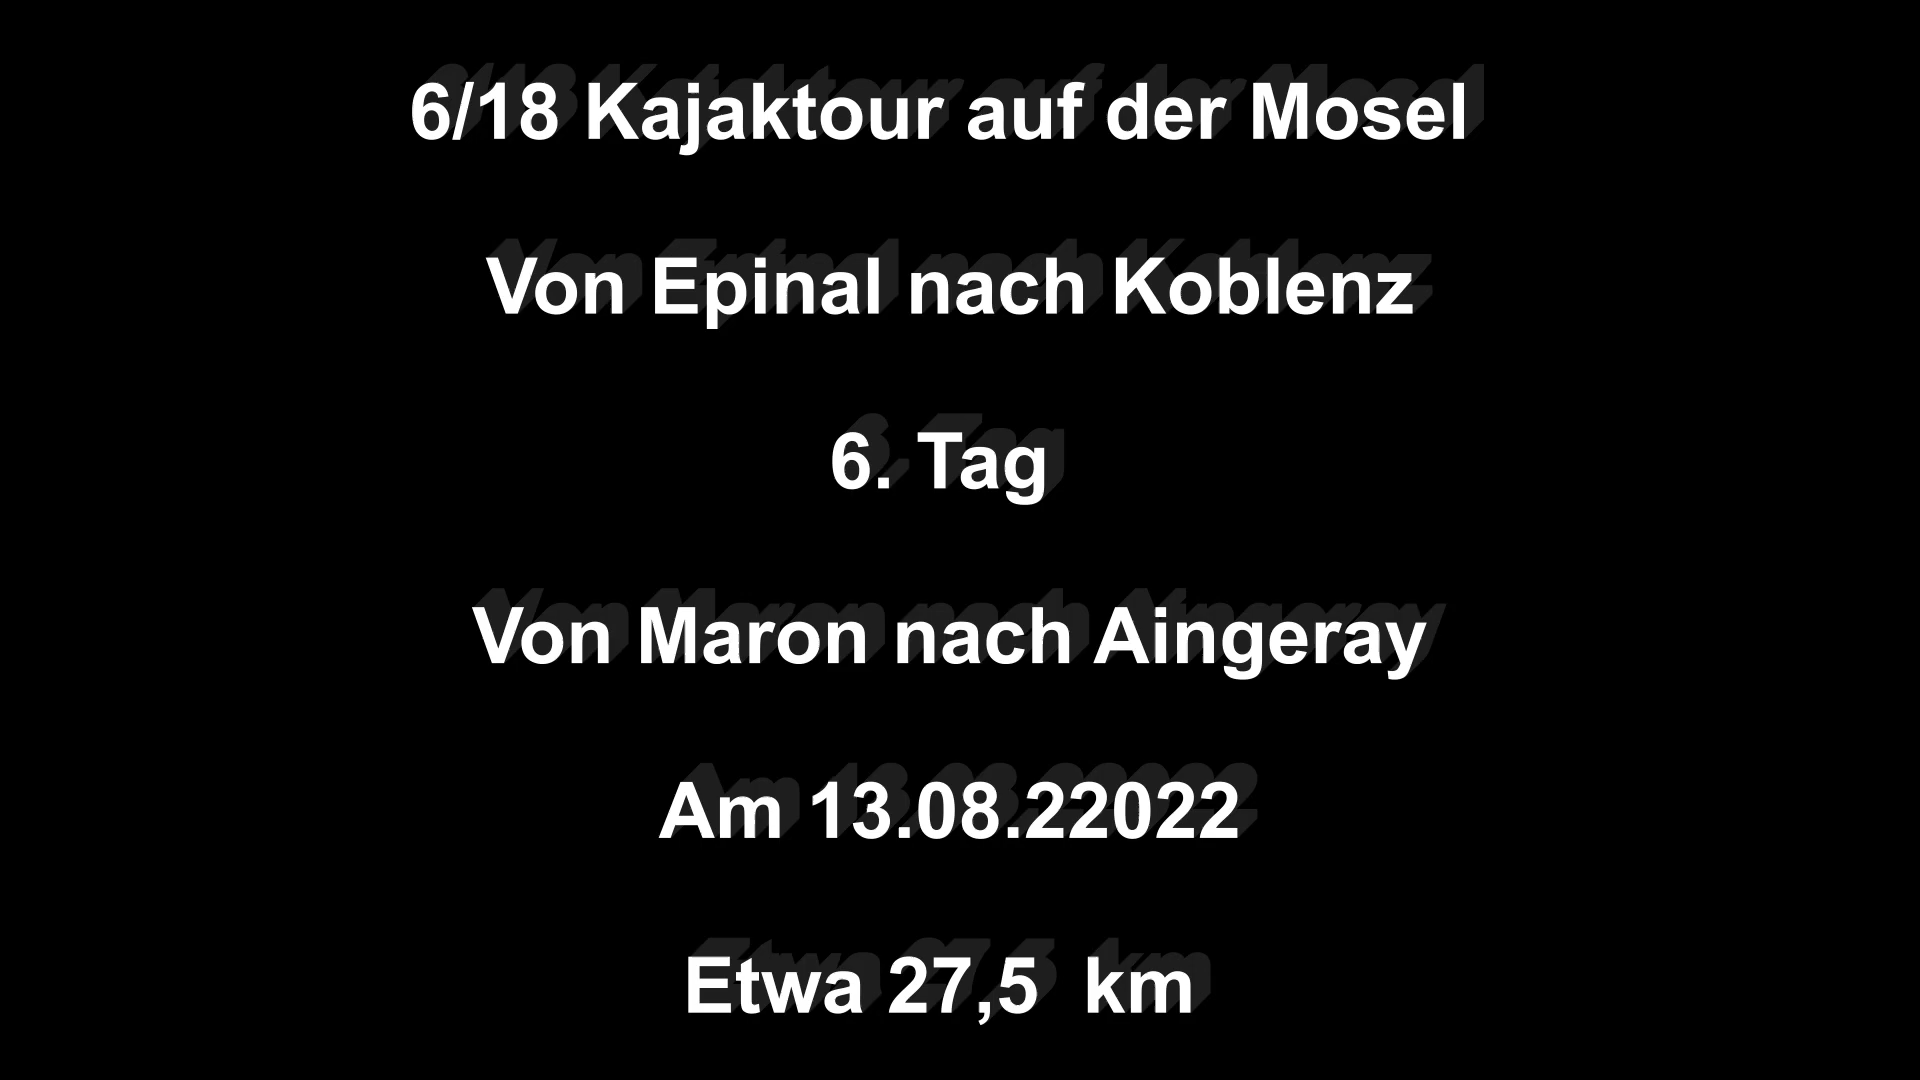 6/18 Kajaktour auf der Mosel
Von Epinal nach Koblenz
6. Tag
Von Maron nach Aingeray
Am 13.08.22022
Etwa 27,5  km